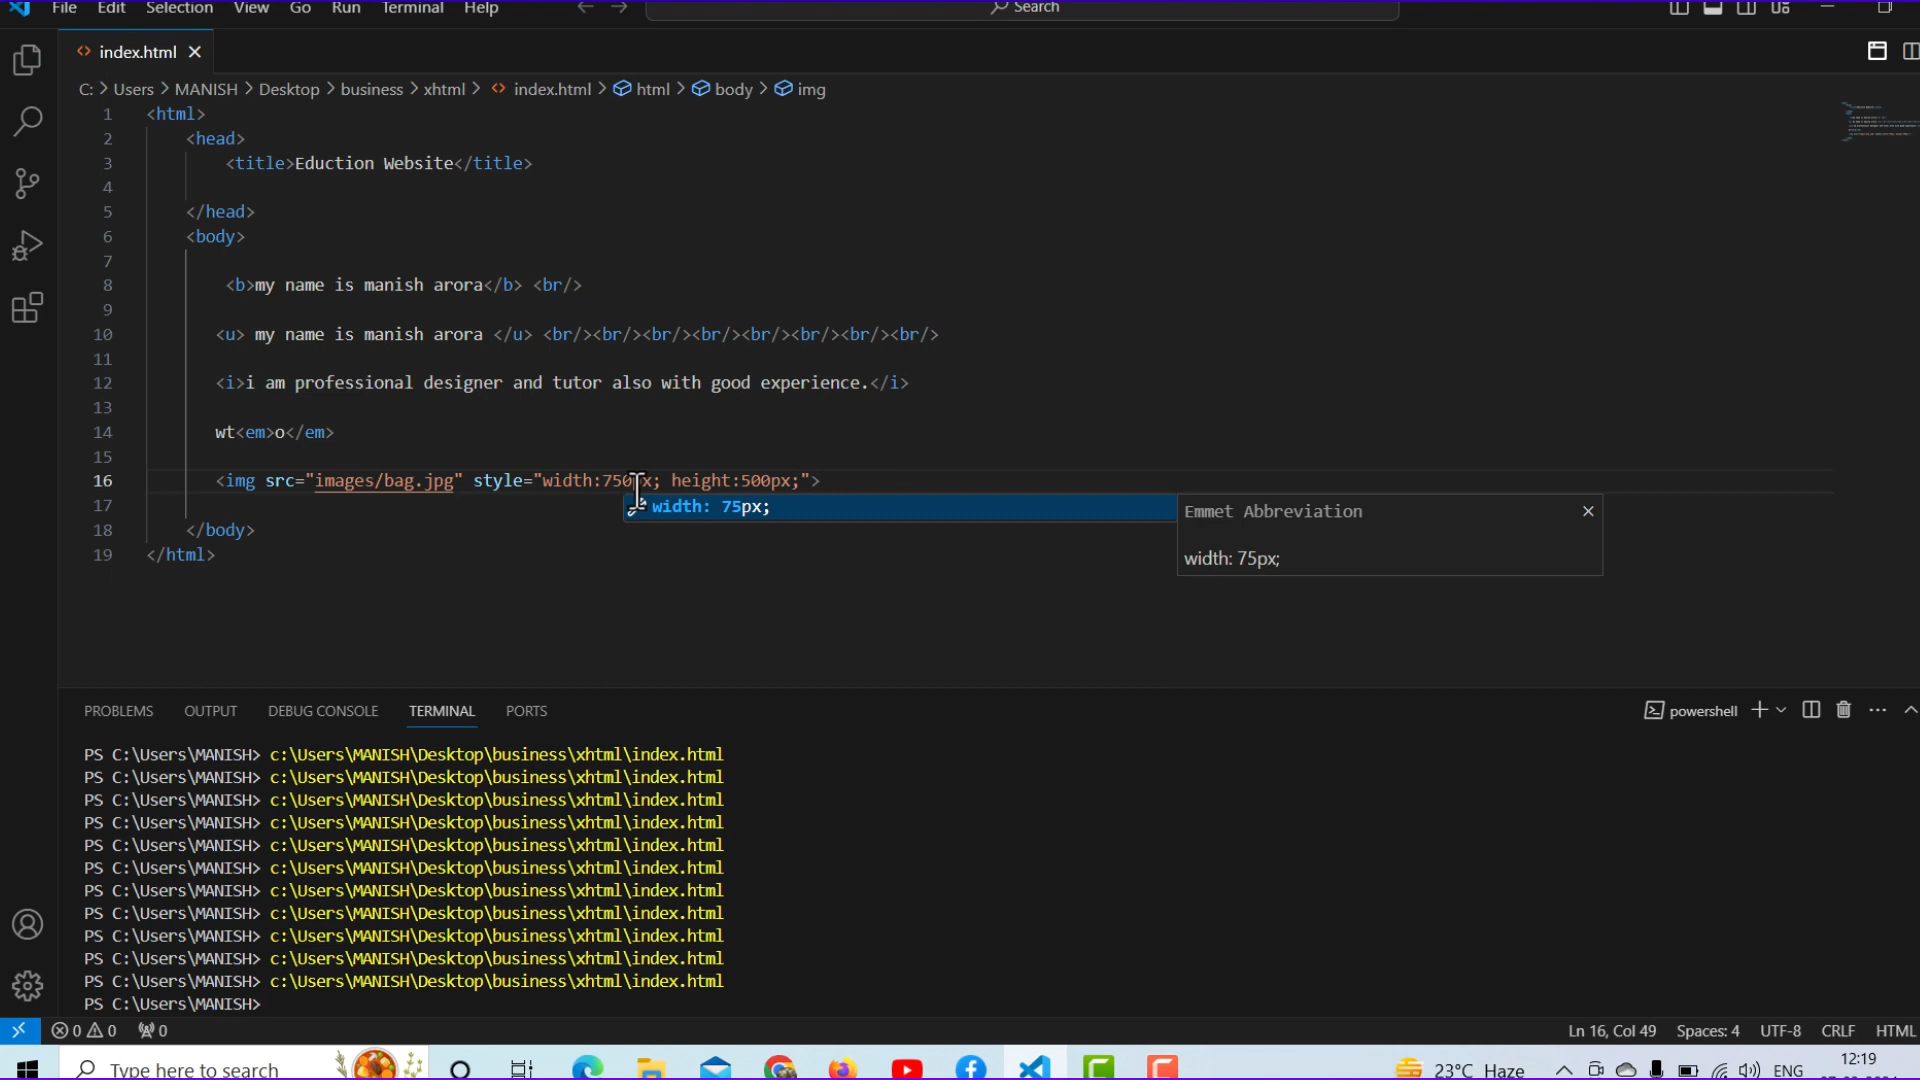 File Edit Selection View Go Run Terminal Help Search
index.html
C: > Users > MANISH > Desktop > business > xhtml > index.html > html > body > img
1 <html>
2 <head>
3 <title>Eduction Website</title>
4
5 </head>
6 <body>
7
8 <b>my name is manish arora</b> <br/>
9
10 <u> my name is manish arora </u> <br/><br/><br/><br/><br/><br/><br/><br/>
11
12 <i>i am professional designer and tutor also with good experience.</i>
13
14 wt<em>o</em>
15
16 <img src="images/bag.jpg" style="width:750px; height:500px;">
17
width: 75px;
Emmet Abbreviation
width: 75px;
18 </body>
19 </html>
PROBLEMS OUTPUT DEBUG CONSOLE TERMINAL PORTS powershell
PS C:\Users\MANISH> c:\Users\MANISH\Desktop\business\xhtml\index.html
PS C:\Users\MANISH> c:\Users\MANISH\Desktop\business\xhtml\index.html
PS C:\Users\MANISH> c:\Users\MANISH\Desktop\business\xhtml\index.html
PS C:\Users\MANISH> c:\Users\MANISH\Desktop\business\xhtml\index.html
PS C:\Users\MANISH> c:\Users\MANISH\Desktop\business\xhtml\index.html
PS C:\Users\MANISH> c:\Users\MANISH\Desktop\business\xhtml\index.html
PS C:\Users\MANISH> c:\Users\MANISH\Desktop\business\xhtml\index.html
PS C:\Users\MANISH> c:\Users\MANISH\Desktop\business\xhtml\index.html
PS C:\Users\MANISH> c:\Users\MANISH\Desktop\business\xhtml\index.html
PS C:\Users\MANISH> c:\Users\MANISH\Desktop\business\xhtml\index.html
PS C:\Users\MANISH> c:\Users\MANISH\Desktop\business\xhtml\index.html
PS C:\Users\MANISH>
0 0 0 Ln 16, Col 49 Spaces: 4 UTF-8 CRLF HTML
Type here to search 23°C Haze ENG 12:19